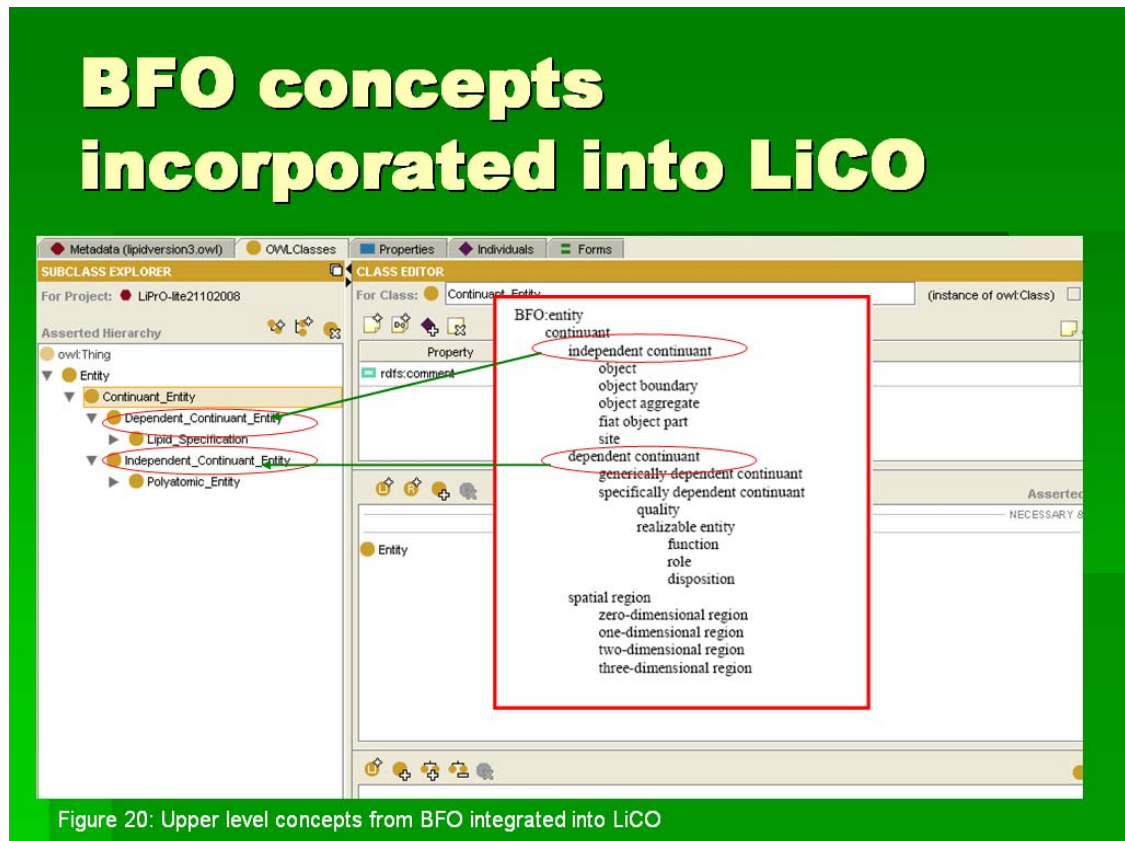 BFO concepts
incorporated into LiCO
Metadata (lipidversion3.owl) OWLClasses Properties Individuals Forms
SUBCLASS EXPLORER
CLASS EDITOR
For Project: LiPrO-lite21102008
For Class: Continuant_Entity (instance of owl:Class)
Asserted Hierarchy
owl:Thing
Entity
Continuant_Entity
Dependent_Continuant_Entity
Lipid_Specification
Independent_Continuant_Entity
Polyatomic_Entity
Property
rdfs:comment
Asserted
NECESSARY &
Entity
BFO:entity
continuant
independent continuant
object
object boundary
object aggregate
fiat object part
site
dependent continuant
generically dependent continuant
specifically dependent continuant
quality
realizable entity
function
role
disposition
spatial region
zero-dimensional region
one-dimensional region
two-dimensional region
three-dimensional region
Figure 20: Upper level concepts from BFO integrated into LiCO